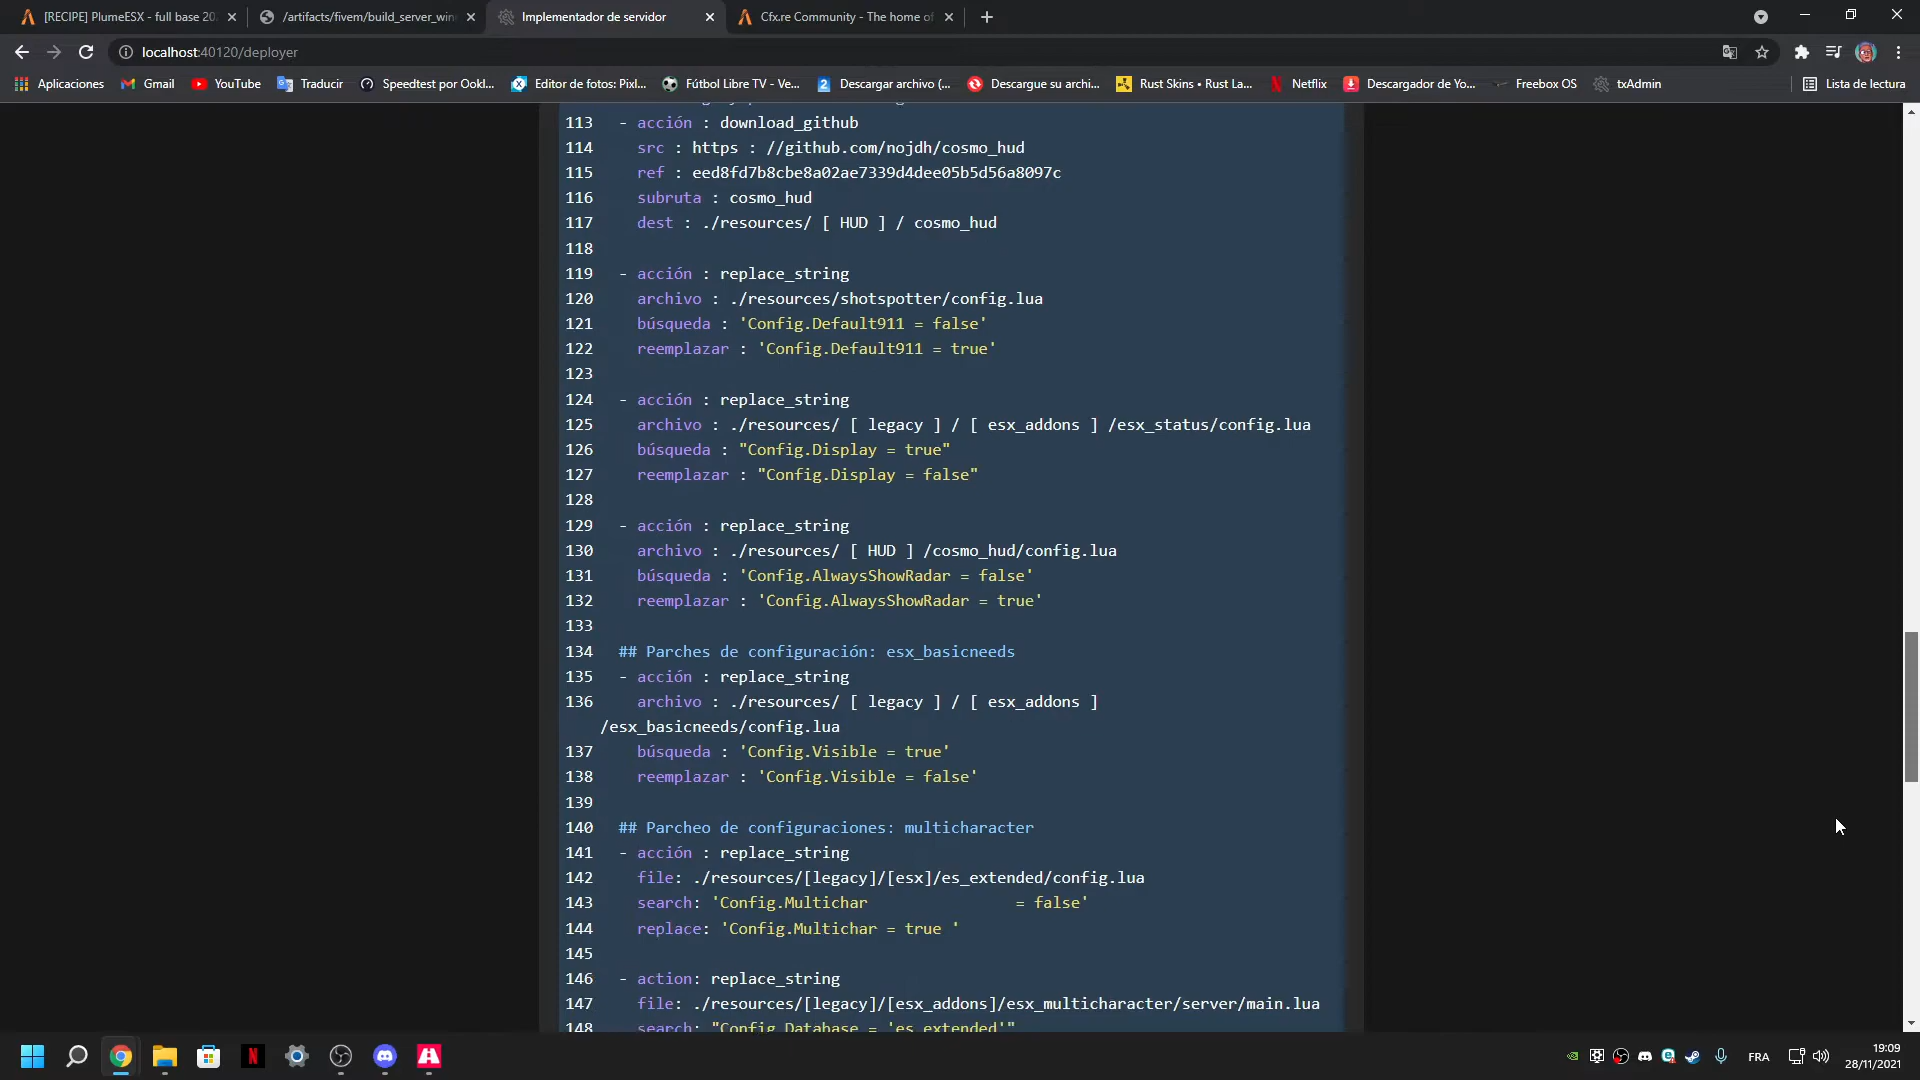 [RECIPE] PlumeESX - full base 20
/artifacts/fivem/build_server_win
Implementador de servidor
Cfx.re Community - The home of
localhost:40120/deployer
Aplicaciones
Gmail
YouTube
Traducir
Speedtest por Ookl...
Editor de fotos: Pixl...
Fútbol Libre TV - Ve...
Descargar archivo (...
Descargue su archi...
Rust Skins • Rust La...
Netflix
Descargador de Yo...
Freebox OS
txAdmin
Lista de lectura
113 - acción : download_github
114 src : https : //github.com/nojdh/cosmo_hud
115 ref : eed8fd7b8cbe8a02ae7339d4dee05b5d56a8097c
116 subruta : cosmo_hud
117 dest : ./resources/ [ HUD ] / cosmo_hud
118
119 - acción : replace_string
120 archivo : ./resources/shotspotter/config.lua
121 búsqueda : 'Config.Default911 = false'
122 reemplazar : 'Config.Default911 = true'
123
124 - acción : replace_string
125 archivo : ./resources/ [ legacy ] / [ esx_addons ] /esx_status/config.lua
126 búsqueda : "Config.Display = true"
127 reemplazar : "Config.Display = false"
128
129 - acción : replace_string
130 archivo : ./resources/ [ HUD ] /cosmo_hud/config.lua
131 búsqueda : 'Config.AlwaysShowRadar = false'
132 reemplazar : 'Config.AlwaysShowRadar = true'
133
134 ## Parches de configuración: esx_basicneeds
135 - acción : replace_string
136 archivo : ./resources/ [ legacy ] / [ esx_addons ]
/esx_basicneeds/config.lua
137 búsqueda : 'Config.Visible = true'
138 reemplazar : 'Config.Visible = false'
139
140 ## Parcheo de configuraciones: multicharacter
141 - acción : replace_string
142 file: ./resources/[legacy]/[esx]/es_extended/config.lua
143 search: 'Config.Multichar = false'
144 replace: 'Config.Multichar = true '
145
146 - action: replace_string
147 file: ./resources/[legacy]/[esx_addons]/esx_multicharacter/server/main.lua
148 search: "Config.Database = 'es_extended'"
FRA
19:09
28/11/2021